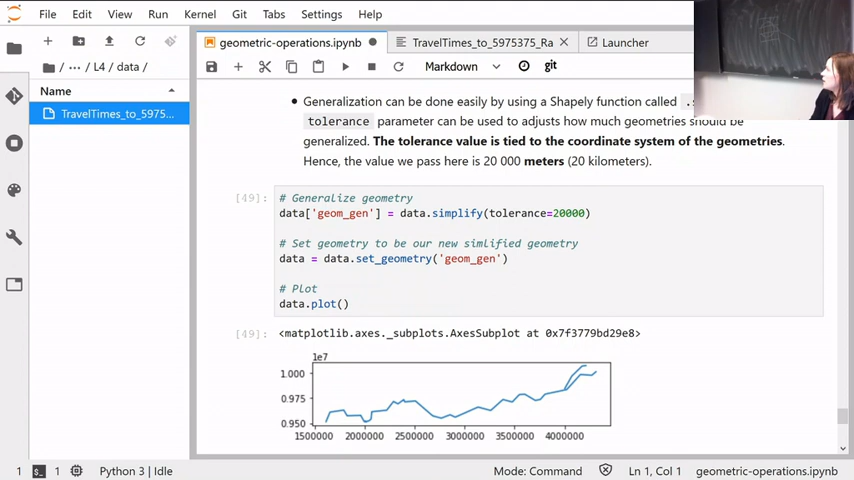 File Edit View Run Kernel Git Tabs Settings Help
geometric-operations.ipynb
TravelTimes_to_5975375_Ra
Launcher
/ ... / L4 / data /
Markdown
git
Name
TravelTimes_to_5975...
• Generalization can be done easily by using a Shapely function called .s
tolerance parameter can be used to adjusts how much geometries should be
generalized. The tolerance value is tied to the coordinate system of the geometries.
Hence, the value we pass here is 20 000 meters (20 kilometers).
[49]:
# Generalize geometry
data['geom_gen'] = data.simplify(tolerance=20000)
# Set geometry to be our new simlified geometry
data = data.set_geometry('geom_gen')
# Plot
data.plot()
[49]:
<matplotlib.axes._subplots.AxesSubplot at 0x7f3779bd29e8>
1e7
1.000
0.975
0.950
1500000 2000000 2500000 3000000 3500000 4000000
1 1 Python 3 | Idle Mode: Command Ln 1, Col 1 geometric-operations.ipynb